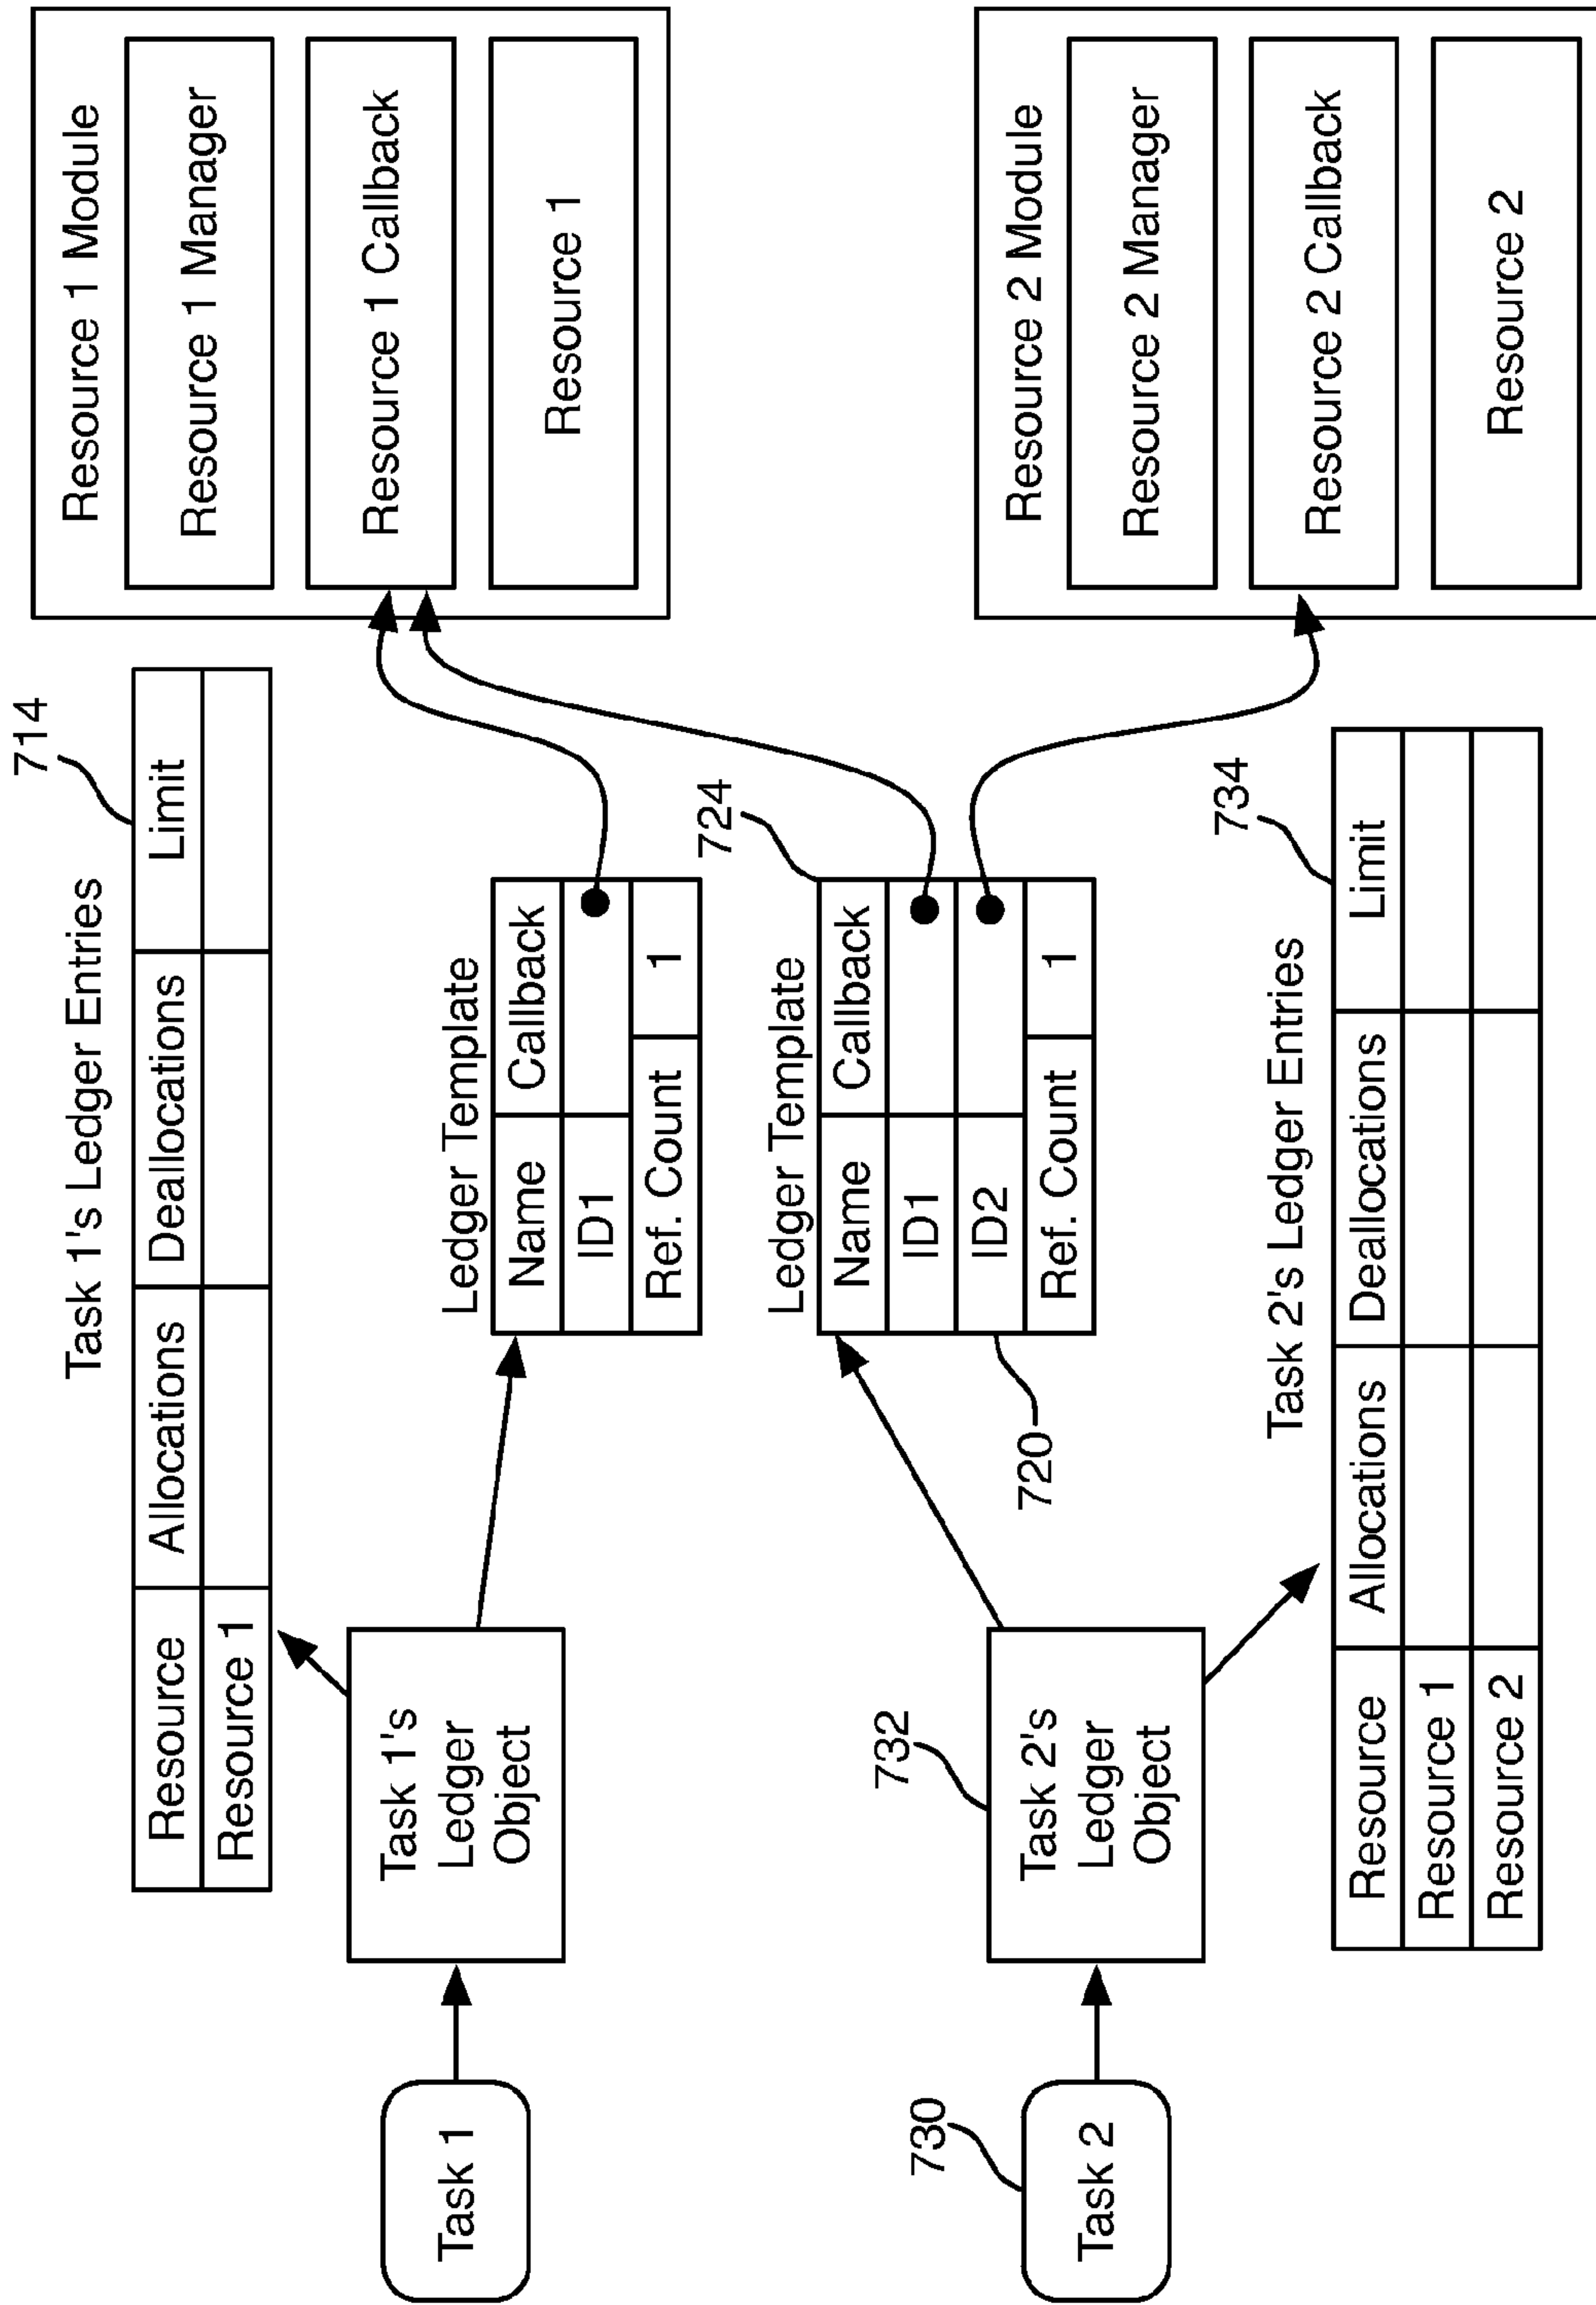 Task 1's Ledger Entries
714
Resource Allocations Deallocations Limit
Resource 1
Task 1
Task 1's
Ledger
Object
Ledger Template
Name Callback
ID1
Ref. Count 1
Resource 1 Module
Resource 1 Manager
Resource 1 Callback
Resource 1
730
Task 2
732
Task 2's
Ledger
Object
Ledger Template
724
Name Callback
ID1
ID2
Ref. Count 1
720
Task 2's Ledger Entries
734
Resource Allocations Deallocations Limit
Resource 1
Resource 2
Resource 2 Module
Resource 2 Manager
Resource 2 Callback
Resource 2